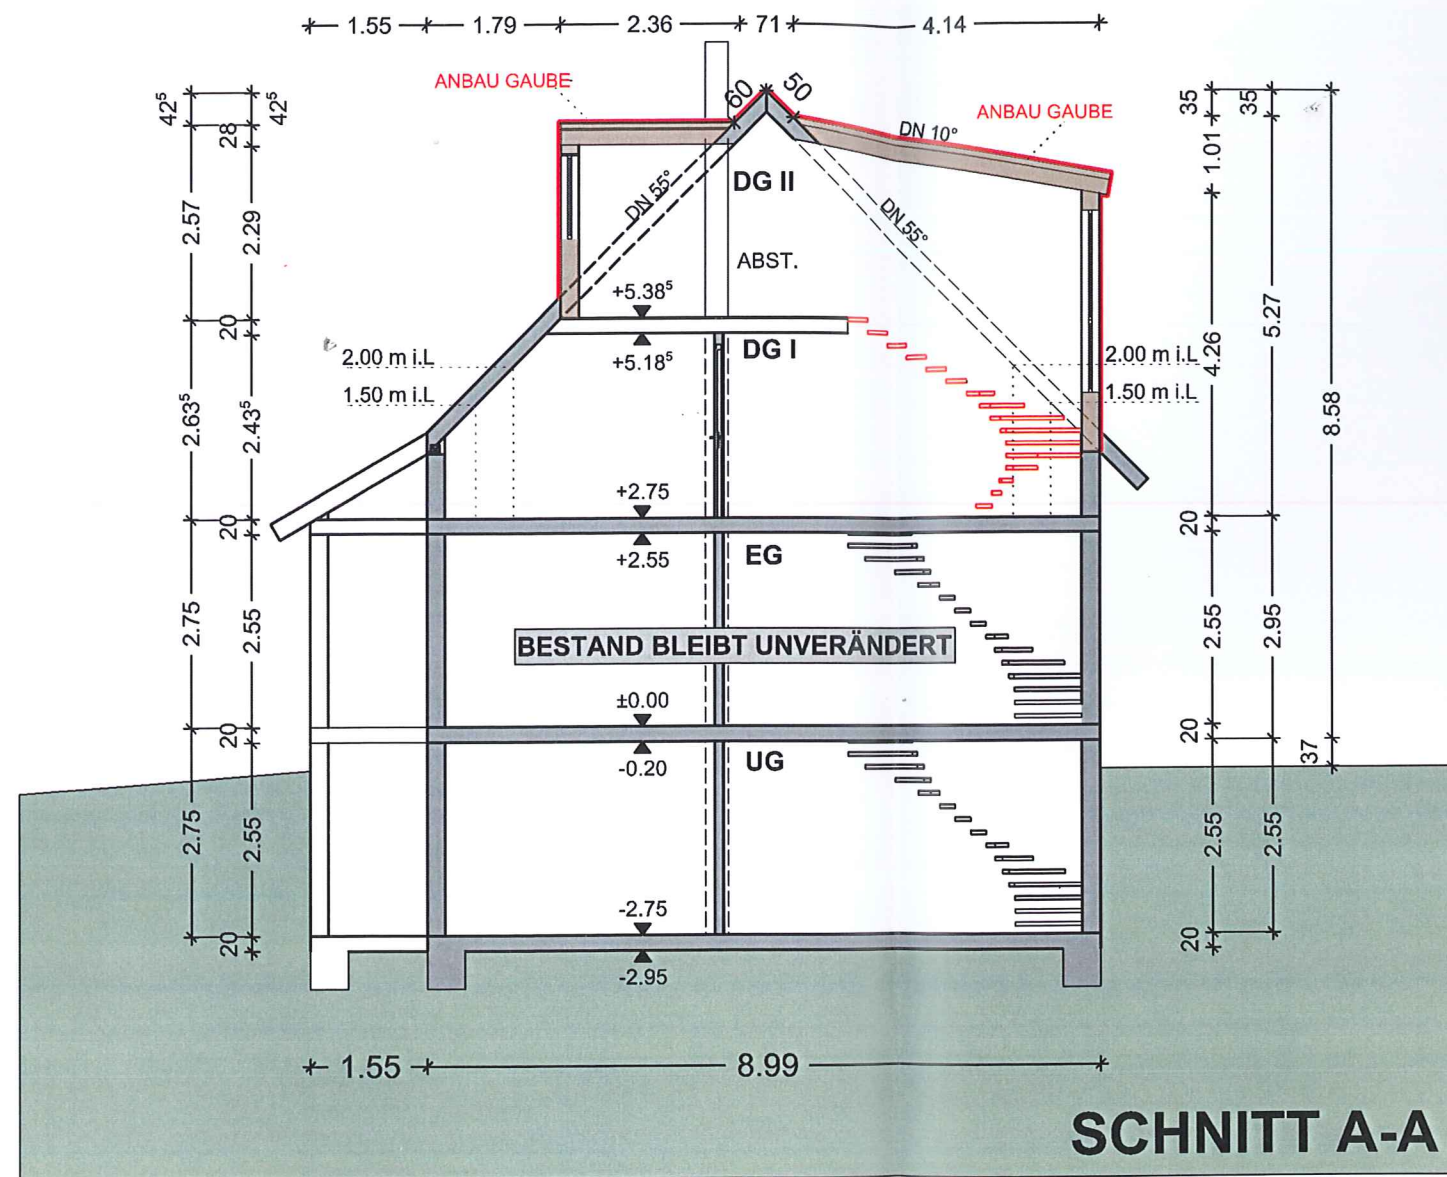 1.55 1.79 2.36 71 4.14
ANBAU GAUBE
60 50
ANBAU GAUBE
DN 10°
DN 55°
DN 55°
DG II
ABST.
+5.38⁵
+5.18⁵
DG I
2.00 m i.L
1.50 m i.L
2.00 m i.L
1.50 m i.L
+2.75
+2.55
EG
BESTAND BLEIBT UNVERÄNDERT
±0.00
-0.20
UG
-2.75
-2.95
42⁵
2.57
2.63⁵
2.75
2.75
42⁵
28
2.29
20
2.43⁵
20
2.55
20
2.55
20
35
1.01
4.26
20
2.55
20
2.55
20
35
5.27
2.95
2.55
8.58
37
1.55 8.99
SCHNITT A-A